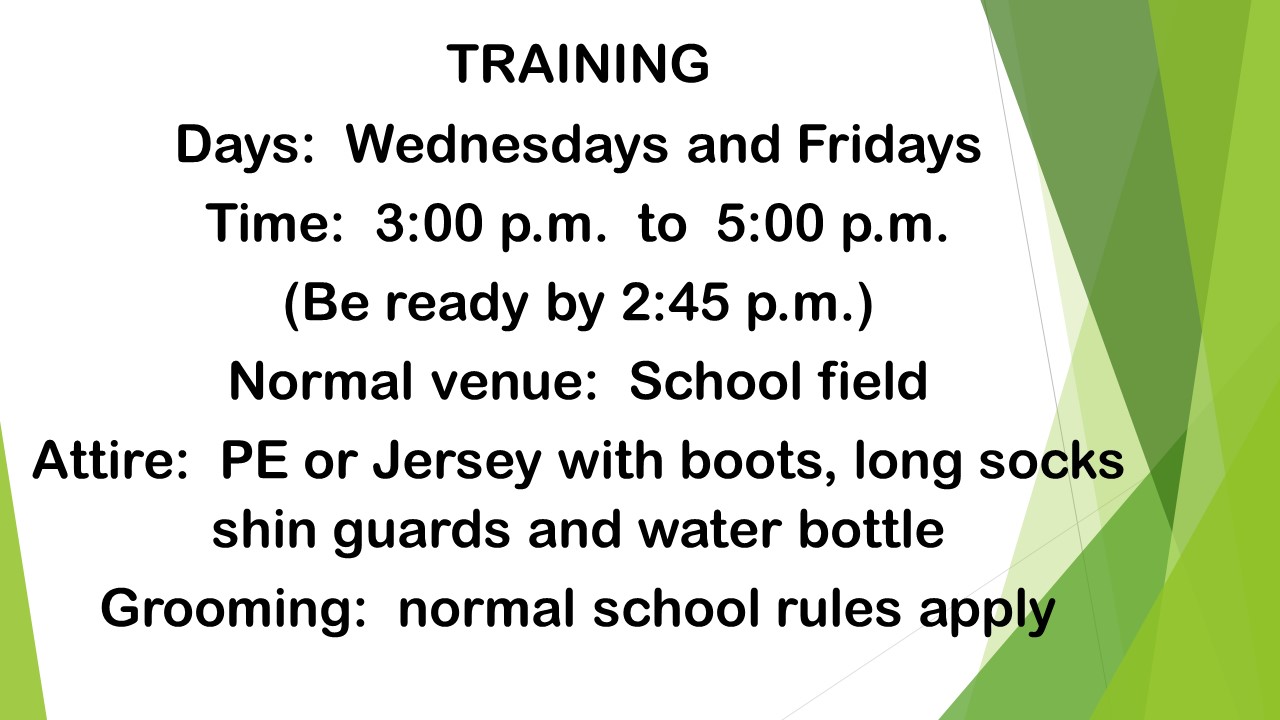 TRAINING
Days:  Wednesdays and Fridays
Time:  3:00 p.m.  to  5:00 p.m.
(Be ready by 2:45 p.m.)
Normal venue:  School field
Attire:  PE or Jersey with boots, long socks
shin guards and water bottle
Grooming:  normal school rules apply